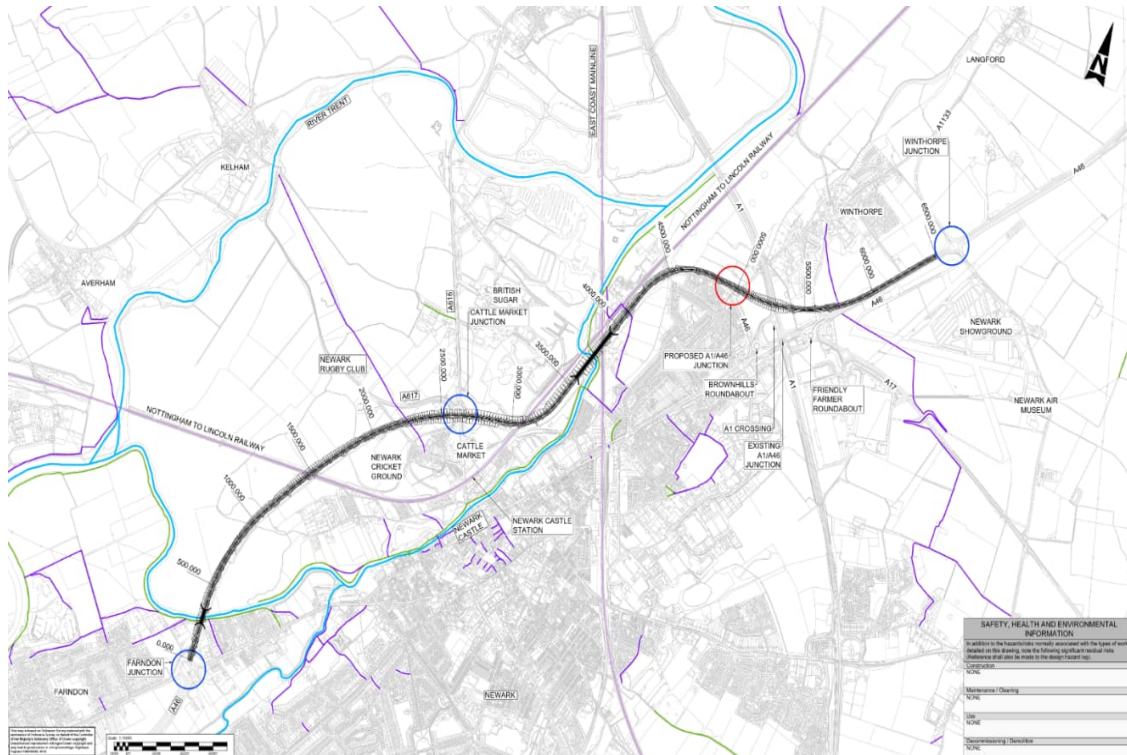 LANGFORD
N
A1133
RIVER TRENT
EAST COAST MAINLINE
WINTHORPE
JUNCTION
KELHAM
A46
NOTTINGHAM TO LINCOLN RAILWAY
A1
WINTHORPE
6500.000
4500.000
5000.000
5500.000
6000.000
AVERHAM
BRITISH
SUGAR
A616
CATTLE MARKET
JUNCTION
4000.000
A46
A46
NEWARK
SHOWGROUND
2500.000
3500.000
PROPOSED A1/A46
JUNCTION
NEWARK
RUGBY CLUB
3000.000
BROWNHILLS
ROUNDABOUT
A1
FRIENDLY
FARMER
ROUNDABOUT
A17
NEWARK AIR
MUSEUM
2000.000
A617
NOTTINGHAM TO LINCOLN RAILWAY
1500.000
A1 CROSSING
CATTLE
MARKET
NEWARK
CRICKET
GROUND
EXISTING
A1/A46
JUNCTION
1000.000
NEWARK
CASTLE
NEWARK CASTLE
STATION
500.000
0.000
SAFETY, HEALTH AND ENVIRONMENTAL
INFORMATION
FARNDON
JUNCTION
FARNDON
A46
NEWARK
Construction
NONE
Maintenance / Cleaning
NONE
Use
NONE
Decommissioning / Demolition
NONE